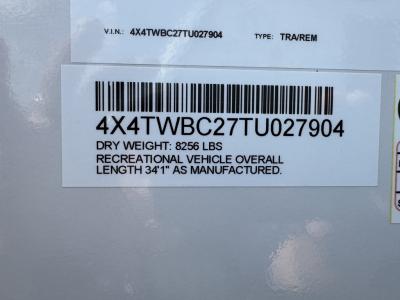 V.I.N.: 4X4TWBC27TU027904 TYPE: TRA/REM
4X4TWBC27TU027904
DRY WEIGHT: 8256 LBS
RECREATIONAL VEHICLE OVERALL
LENGTH 34'1" AS MANUFACTURED.